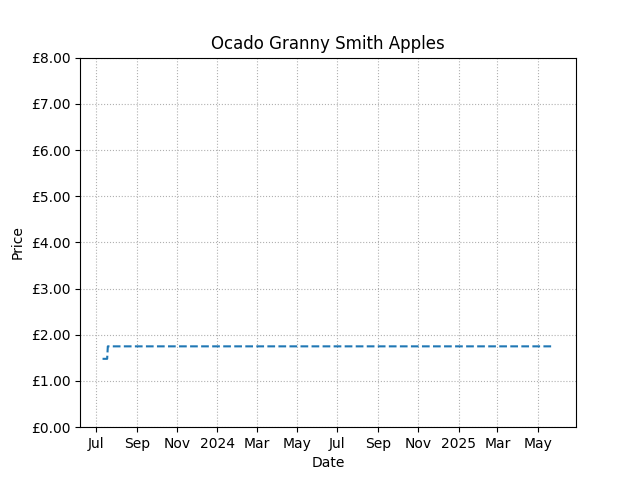 Ocado Granny Smith Apples
£8.00
£7.00
£6.00
£5.00
£4.00
£3.00
£2.00
£1.00
£0.00
Price
Jul Sep Nov 2024 Mar May Jul Sep Nov 2025 Mar May
Date